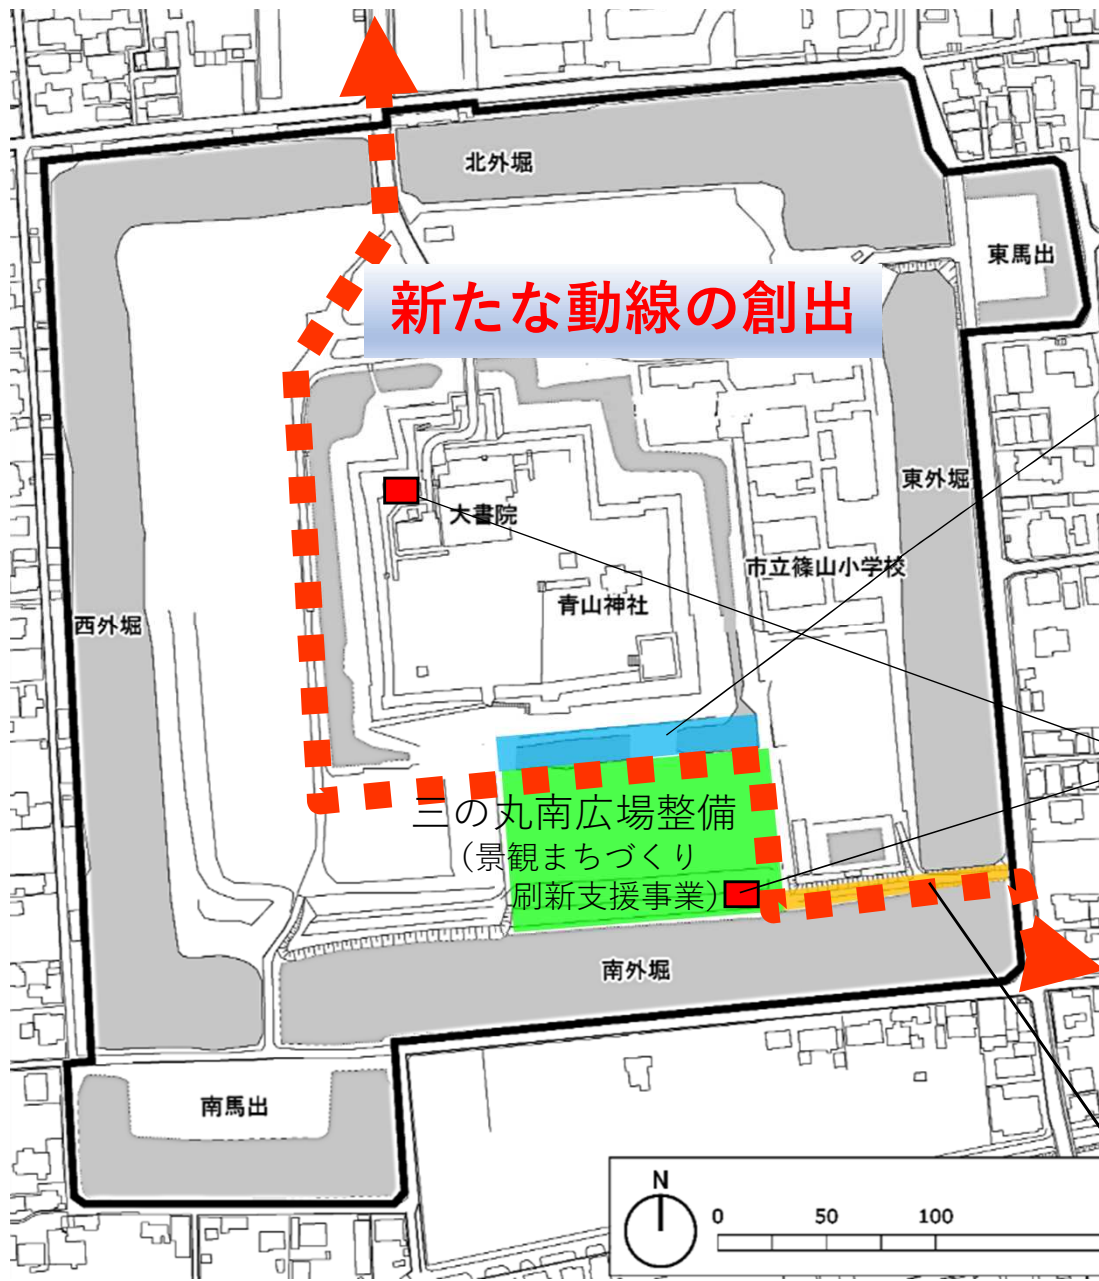 北外堀
東馬出
新たな動線の創出
東外堀
大書院
市立篠山小学校
青山神社
西外堀
三の丸南広場整備
(景観まちづくり
刷新支援事業)
南外堀
南馬出
N
0 50 100